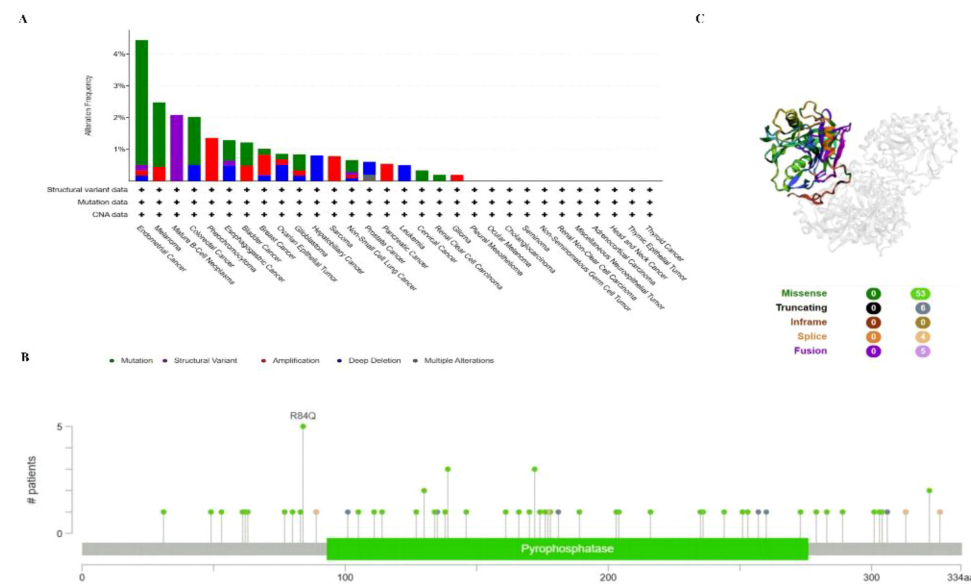 A
C
4%
3%
2%
1%
Alteration Frequency
Structural variant data
Mutation data
CNA data
Endometrial Cancer
Melanoma
Mature B-Cell Neoplasms
Colorectal Cancer
Pheochromocytoma
Esophagogastric Cancer
Bladder Cancer
Breast Cancer
Ovarian Epithelial Tumor
Glioblastoma
Hepatobiliary Cancer
Sarcoma
Non-Small Cell Lung Cancer
Prostate Cancer
Pancreatic Cancer
Leukemia
Cervical Cancer
Renal Clear Cell Carcinoma
Glioma
Pleural Mesothelioma
Ocular Melanoma
Cholangiocarcinoma
Seminoma
Non-Seminomatous Germ Cell Tumor
Renal Non-Clear Cell Carcinoma
Miscellaneous Neuroepithelial Tumor
Adrenocortical Carcinoma
Head and Neck Cancer
Thymic Epithelial Tumor
Thyroid Cancer
Missense 0 53
Truncating 0 6
Inframe 0 0
Splice 0 4
Fusion 0 5
B
Mutation Structural Variant Amplification Deep Deletion Multiple Alterations
R84Q
5
# patients
0
Pyrophosphatase
0 100 200 300 334aa